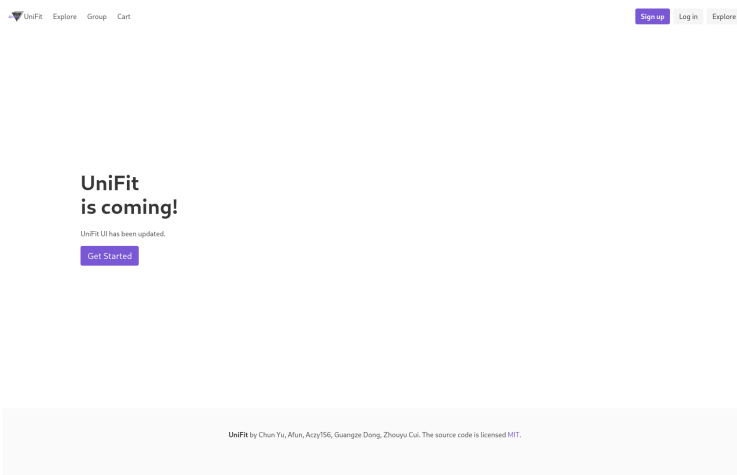 UniFit Explore Group Cart Sign up Log in Explore
UniFit
is coming!
UniFit UI has been updated.
Get Started
UniFit by Chun Yu, Afun, Aczy156, Guangze Dong, Zhouyu Cui. The source code is licensed MIT.